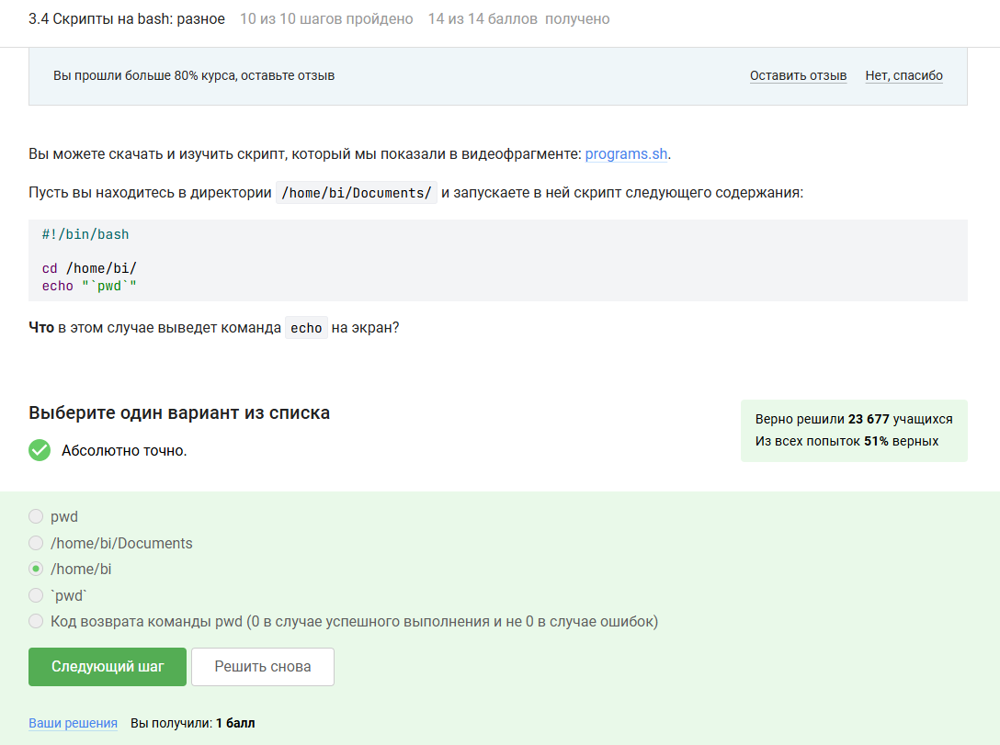 3.4 Скрипты на bash: разное 10 из 10 шагов пройдено 14 из 14 баллов получено
Вы прошли больше 80% курса, оставьте отзыв Оставить отзыв Нет, спасибо
Вы можете скачать и изучить скрипт, который мы показали в видеофрагменте: programs.sh.
Пусть вы находитесь в директории /home/bi/Documents/ и запускаете в ней скрипт следующего содержания:
#!/bin/bash
cd /home/bi/
echo "`pwd`"
Что в этом случае выведет команда echo на экран?
Выберите один вариант из списка
Абсолютно точно.
Верно решили 23 677 учащихся
Из всех попыток 51% верных
pwd
/home/bi/Documents
/home/bi
`pwd`
Код возврата команды pwd (0 в случае успешного выполнения и не 0 в случае ошибок)
Следующий шаг Решить снова
Ваши решения Вы получили: 1 балл